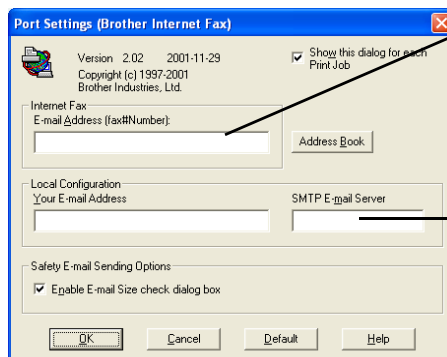 Port Settings (Brother Internet Fax)
Version 2.02 2001-11-29
Copyright (c) 1997-2001
Brother Industries, Ltd.
Show this dialog for each
Print Job
Internet Fax
E-mail Address (fax#Number):
Address Book
Local Configuration
Your E-mail Address
SMTP E-mail Server
Safety E-mail Sending Options
Enable E-mail Size check dialog box
OK
Cancel
Default
Help